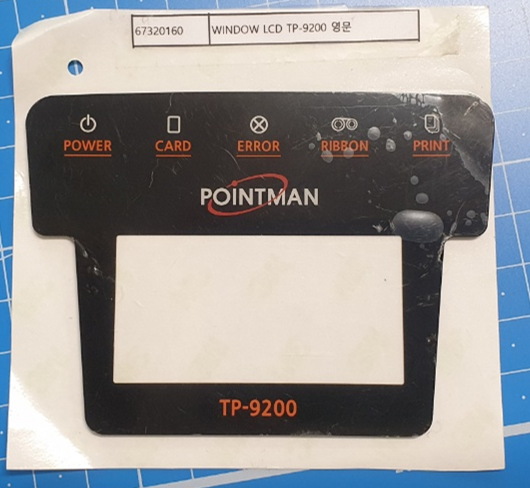 67320160 WINDOW LCD TP-9200 영문
POWER CARD ERROR RIBBON PRINT
POINTMAN
TP-9200